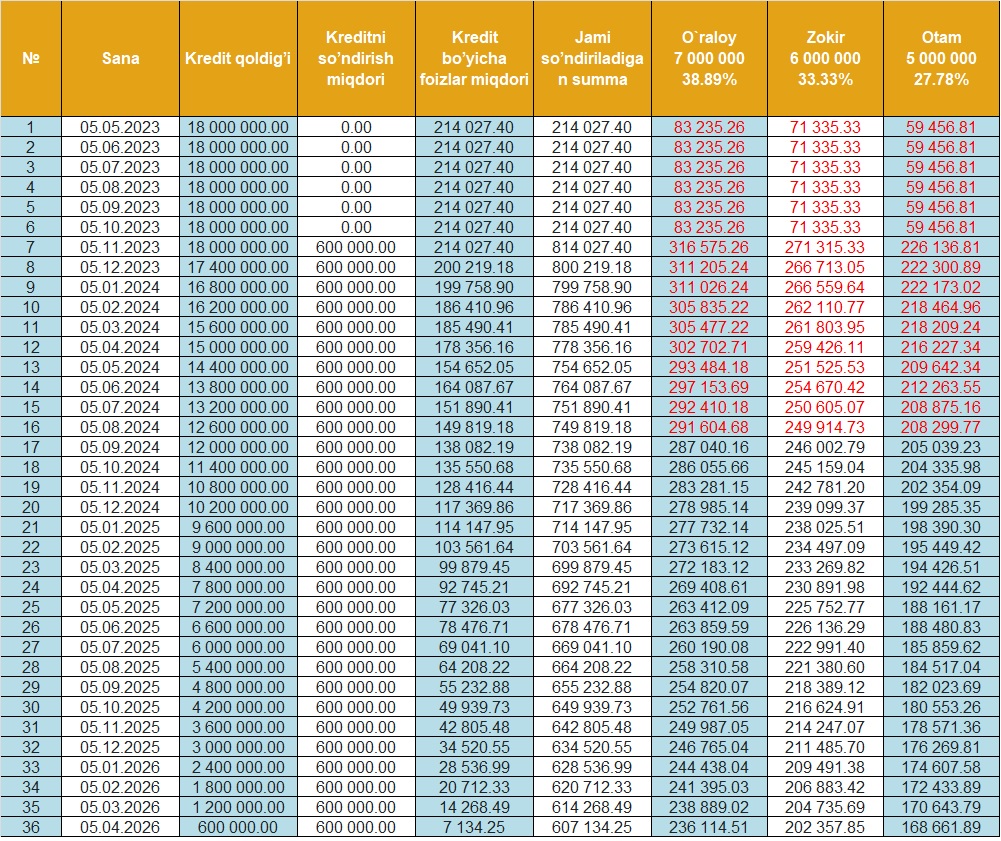 № Sana Kredit qoldig’i Kreditni so’ndirish miqdori Kredit bo’yicha foizlar miqdori Jami so’ndiriladiga n summa O`raloy 7 000 000 38.89% Zokir 6 000 000 33.33% Otam 5 000 000 27.78%
1 05.05.2023 18 000 000.00 0.00 214 027.40 214 027.40 83 235.26 71 335.33 59 456.81
2 05.06.2023 18 000 000.00 0.00 214 027.40 214 027.40 83 235.26 71 335.33 59 456.81
3 05.07.2023 18 000 000.00 0.00 214 027.40 214 027.40 83 235.26 71 335.33 59 456.81
4 05.08.2023 18 000 000.00 0.00 214 027.40 214 027.40 83 235.26 71 335.33 59 456.81
5 05.09.2023 18 000 000.00 0.00 214 027.40 214 027.40 83 235.26 71 335.33 59 456.81
6 05.10.2023 18 000 000.00 0.00 214 027.40 214 027.40 83 235.26 71 335.33 59 456.81
7 05.11.2023 18 000 000.00 600 000.00 214 027.40 814 027.40 316 575.26 271 315.33 226 136.81
8 05.12.2023 17 400 000.00 600 000.00 200 219.18 800 219.18 311 205.24 266 713.05 222 300.89
9 05.01.2024 16 800 000.00 600 000.00 199 758.90 799 758.90 311 026.24 266 559.64 222 173.02
10 05.02.2024 16 200 000.00 600 000.00 186 410.96 786 410.96 305 835.22 262 110.77 218 464.96
11 05.03.2024 15 600 000.00 600 000.00 185 490.41 785 490.41 305 477.22 261 803.95 218 209.24
12 05.04.2024 15 000 000.00 600 000.00 178 356.16 778 356.16 302 702.71 259 426.11 216 227.34
13 05.05.2024 14 400 000.00 600 000.00 154 652.05 754 652.05 293 484.18 251 525.53 209 642.34
14 05.06.2024 13 800 000.00 600 000.00 164 087.67 764 087.67 297 153.69 254 670.42 212 263.55
15 05.07.2024 13 200 000.00 600 000.00 151 890.41 751 890.41 292 410.18 250 605.07 208 875.16
16 05.08.2024 12 600 000.00 600 000.00 149 819.18 749 819.18 291 604.68 249 914.73 208 299.77
17 05.09.2024 12 000 000.00 600 000.00 138 082.19 738 082.19 287 040.16 246 002.79 205 039.23
18 05.10.2024 11 400 000.00 600 000.00 135 550.68 735 550.68 286 055.66 245 159.04 204 335.98
19 05.11.2024 10 800 000.00 600 000.00 128 416.44 728 416.44 283 281.15 242 781.20 202 354.09
20 05.12.2024 10 200 000.00 600 000.00 117 369.86 717 369.86 278 985.14 239 099.37 199 285.35
21 05.01.2025 9 600 000.00 600 000.00 114 147.95 714 147.95 277 732.14 238 025.51 198 390.30
22 05.02.2025 9 000 000.00 600 000.00 103 561.64 703 561.64 273 615.12 234 497.09 195 449.42
23 05.03.2025 8 400 000.00 600 000.00 99 879.45 699 879.45 272 183.12 233 269.82 194 426.51
24 05.04.2025 7 800 000.00 600 000.00 92 745.21 692 745.21 269 408.61 230 891.98 192 444.62
25 05.05.2025 7 200 000.00 600 000.00 77 326.03 677 326.03 263 412.09 225 752.77 188 161.17
26 05.06.2025 6 600 000.00 600 000.00 78 476.71 678 476.71 263 859.59 226 136.29 188 480.83
27 05.07.2025 6 000 000.00 600 000.00 69 041.10 669 041.10 260 190.08 222 991.40 185 859.62
28 05.08.2025 5 400 000.00 600 000.00 64 208.22 664 208.22 258 310.58 221 380.60 184 517.04
29 05.09.2025 4 800 000.00 600 000.00 55 232.88 655 232.88 254 820.07 218 389.12 182 023.69
30 05.10.2025 4 200 000.00 600 000.00 49 939.73 649 939.73 252 761.56 216 624.91 180 553.26
31 05.11.2025 3 600 000.00 600 000.00 42 805.48 642 805.48 249 987.05 214 247.07 178 571.36
32 05.12.2025 3 000 000.00 600 000.00 34 520.55 634 520.55 246 765.04 211 485.70 176 269.81
33 05.01.2026 2 400 000.00 600 000.00 28 536.99 628 536.99 244 438.04 209 491.38 174 607.58
34 05.02.2026 1 800 000.00 600 000.00 20 712.33 620 712.33 241 395.03 206 883.42 172 433.89
35 05.03.2026 1 200 000.00 600 000.00 14 268.49 614 268.49 238 889.02 204 735.69 170 643.79
36 05.04.2026 600 000.00 600 000.00 7 134.25 607 134.25 236 114.51 202 357.85 168 661.89